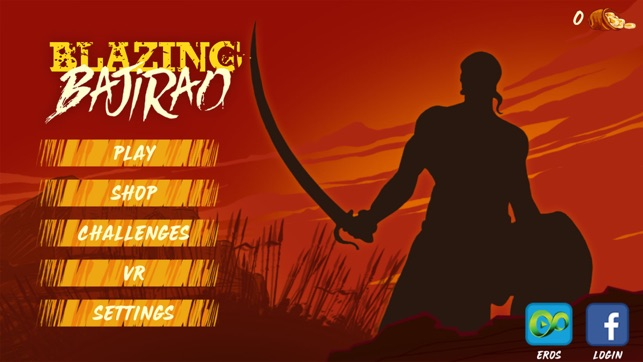 0
BLAZING
BAJIRAO
PLAY
SHOP
CHALLENGES
VR
SETTINGS
f
EROS
LOGIN